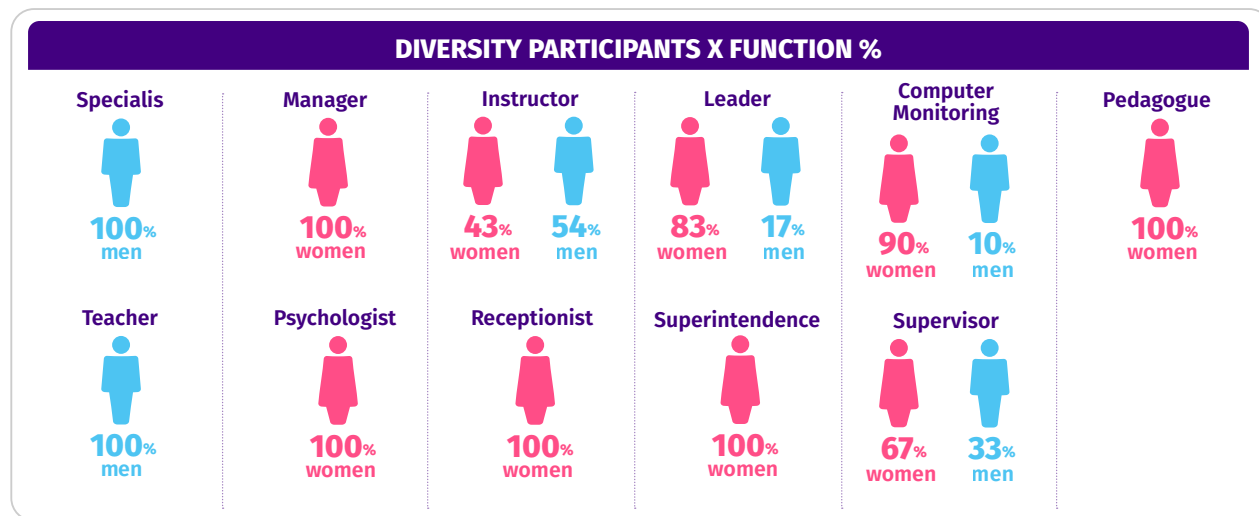 DIVERSITY PARTICIPANTS X FUNCTION %
Specialis
100%
men
Manager
100%
women
Instructor
43%
women
54%
men
Leader
83%
women
17%
men
Computer
Monitoring
90%
women
10%
men
Pedagogue
100%
women
Teacher
100%
men
Psychologist
100%
women
Receptionist
100%
women
Superintendence
100%
women
Supervisor
67%
women
33%
men